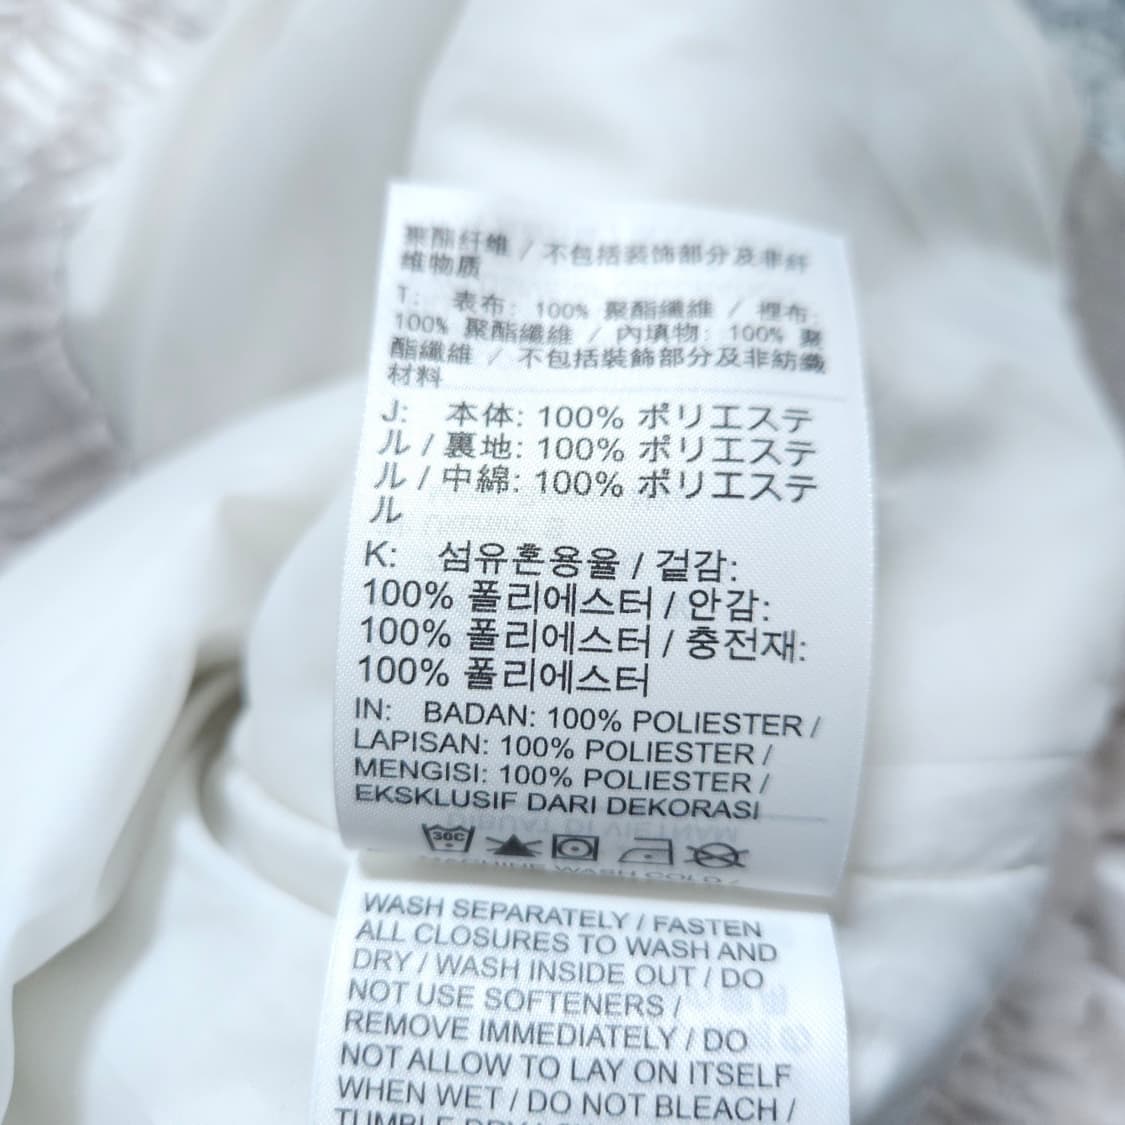 聚酯纤维 / 不包括装饰部分及非纤
维物质
T: 表布: 100% 聚酯纖維 / 裡布:
100% 聚酯纖維 / 內填物: 100% 聚
酯纖維 / 不包括裝飾部分及非紡織
材料
J: 本体: 100% ポリエステ
ル / 裏地: 100% ポリエステ
ル / 中綿: 100% ポリエステ
ル
K: 섬유혼용율 / 겉감:
100% 폴리에스터 / 안감:
100% 폴리에스터 / 충전재:
100% 폴리에스터
IN: BADAN: 100% POLIESTER /
LAPISAN: 100% POLIESTER /
MENGISI: 100% POLIESTER /
EKSKLUSIF DARI DEKORASI
30C
MACHINE WASH COLD /
WASH SEPARATELY / FASTEN
ALL CLOSURES TO WASH AND
DRY / WASH INSIDE OUT / DO
NOT USE SOFTENERS /
REMOVE IMMEDIATELY / DO
NOT ALLOW TO LAY ON ITSELF
WHEN WET / DO NOT BLEACH /
TUMBLE DRY